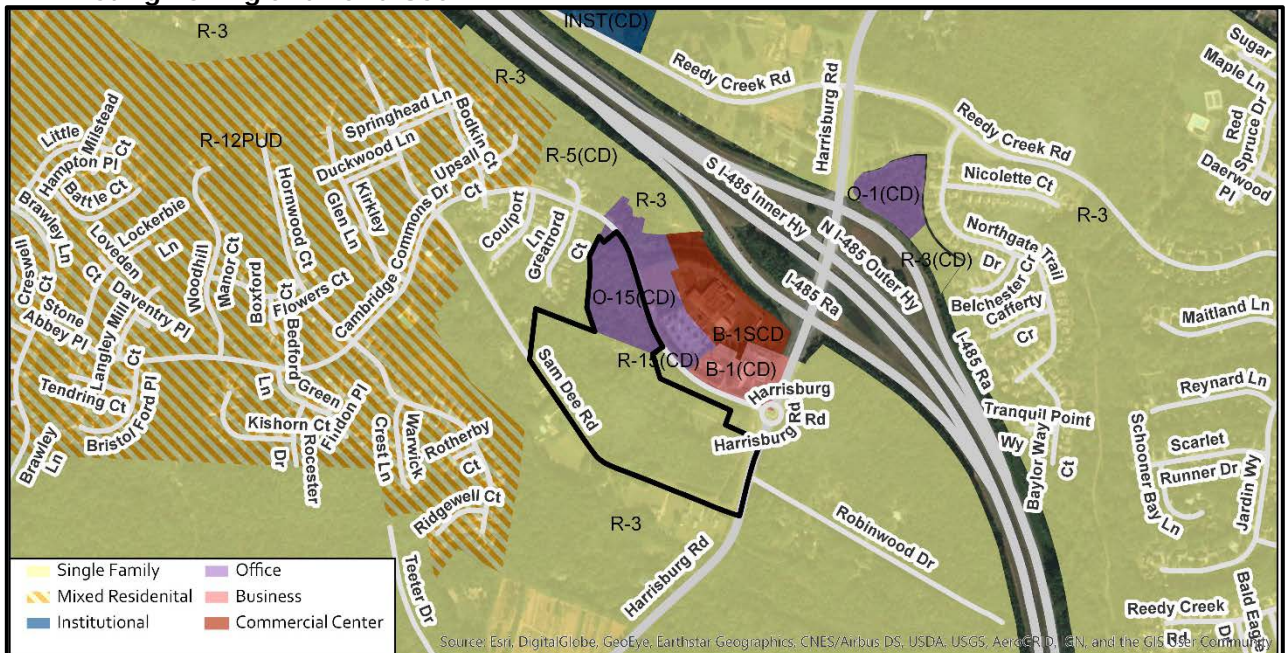 INST(CD)
R-3
Sugar
Maple Ln
Reedy Creek Rd
Harrisburg Rd
R-3
Red
Spruce Dr
Daerwood
Pl
Springhead Ln
Bodkin Ct
Little
Milstead
Ct
Hampton Pl
Battle Ct
R-12PUD
Duckwood Ln
Upsall
Ct
R-5(CD)
Reedy Creek Rd
Nicolette Ct
O-1(CD)
R-3
Kirkley
Glen Ln
Hornwood Ct
Lockerbie
Ln
Brawley Ln
Loveden
Ct
Woodhill
Manor Ct
Cambridge Commons Dr
Coulport
Ln
Greatford
Ct
R-3
S I-485 Inner Hy
N I-485 Outer Hy
Northgate Trail
Dr
R-3(CD)
Creswell
Ct
Stone
Abbey Pl
Daventry Pl
Langley Mill
Ct
Boxford
Ct
Flowers Ct
Bedford
Ln
O-15(CD)
I-485 Ra
Belchester Cr
Cafferty
Cr
Maitland Ln
B-1SCD
R-15(CD)
B-1(CD)
I-485 Ra
Tendring Ct
Ford Pl
Bristol
Green
Fludon Pl
Kishorn Ct
Dr
Rocester
Sam Dee Rd
Harrisburg
Rd
Harrisburg Rd
Reynard Ln
Tranquil Point
Wy
Baylor Way
Ct
Scarlet
Runner Dr
Schooner Bay Ln
Jardin Wy
Brawley
Ln
Crest Ln
Warwick
Rotherby
Ct
Ridgewell Ct
R-3
Robinwood Dr
Harrisburg Rd
Teeter Dr
Reedy Creek
Rd
Bald Eagle
Dr
Single Family
Office
Mixed Residenital
Business
Institutional
Commercial Center
Source: Esri, DigitalGlobe, GeoEye, Earthstar Geographics, CNES/Airbus DS, USDA, USGS, AeroGRID, IGN, and the GIS User Community